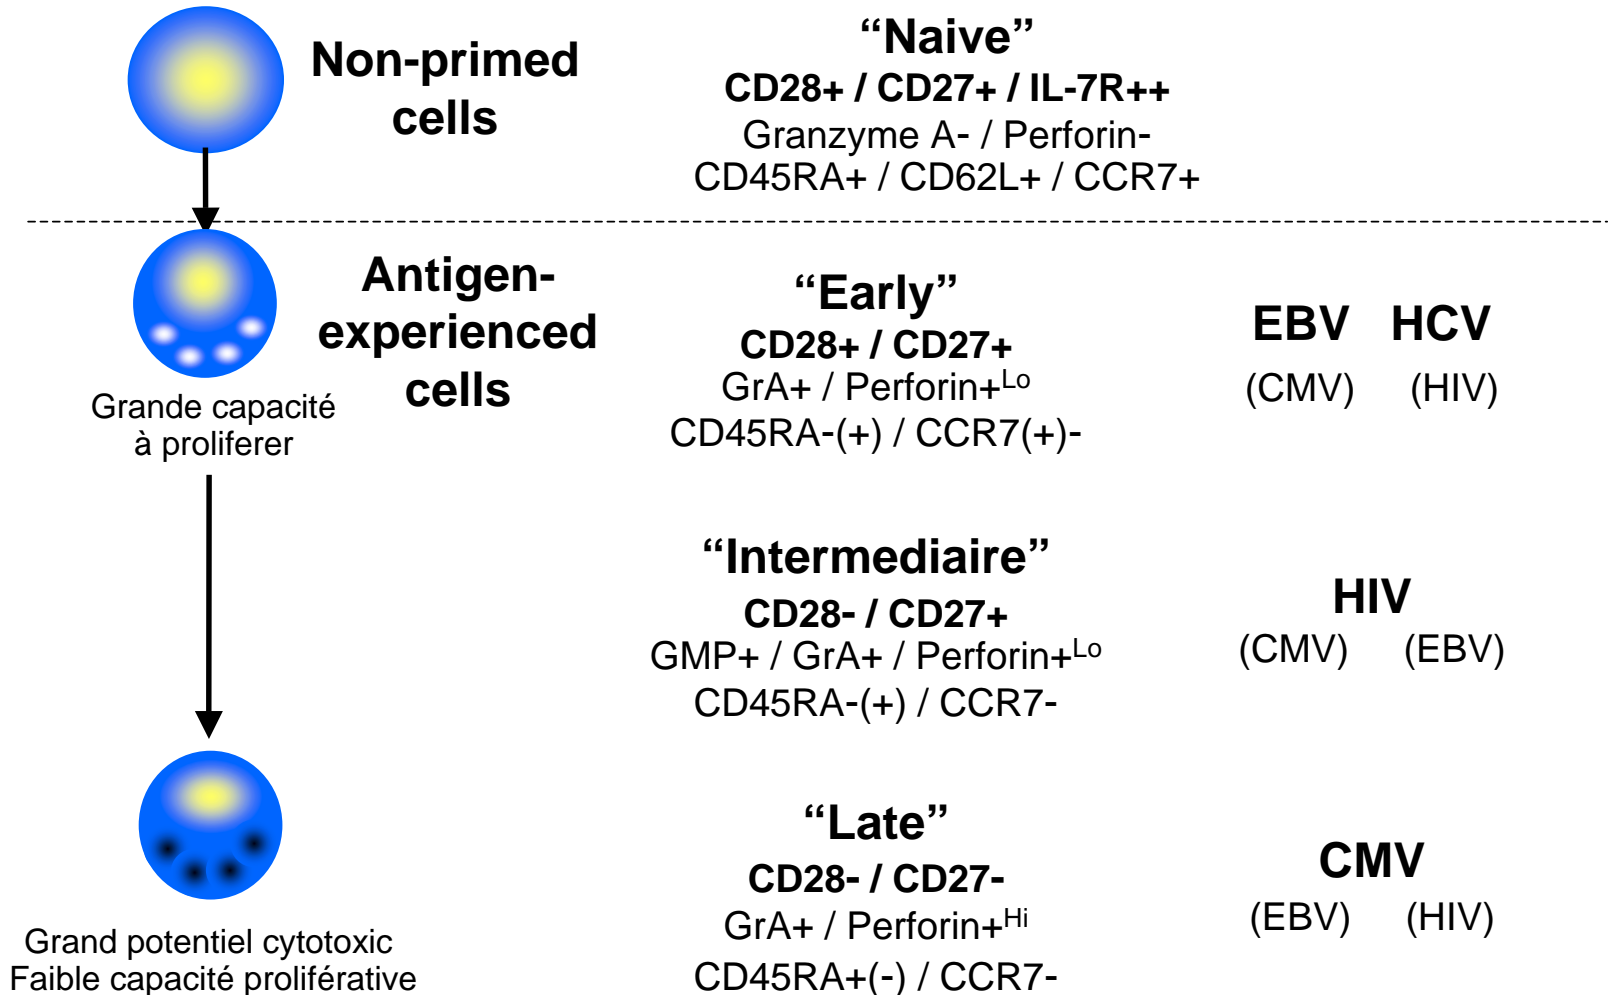 Non-primed
cells
“Naive”
CD28+ / CD27+ / IL-7R++
Granzyme A- / Perforin-
CD45RA+ / CD62L+ / CCR7+
Antigen-
experienced
cells
Grande capacité
à proliferer
“Early”
CD28+ / CD27+
GrA+ / Perforin+Lo
CD45RA-(+) / CCR7(+)-
EBV HCV
(CMV) (HIV)
“Intermediaire”
CD28- / CD27+
GMP+ / GrA+ / Perforin+Lo
CD45RA-(+) / CCR7-
HIV
(CMV) (EBV)
“Late”
CD28- / CD27-
GrA+ / Perforin+Hi
CD45RA+(-) / CCR7-
CMV
(EBV) (HIV)
Grand potentiel cytotoxic
Faible capacité proliférative